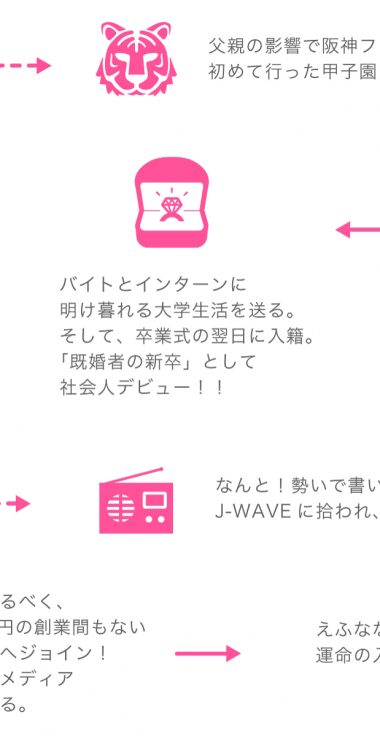 父親の影響で阪神フ
初めて行った甲子園
バイトとインターンに
明け暮れる大学生活を送る。
そして、卒業式の翌日に入籍。
「既婚者の新卒」として
社会人デビュー！！
なんと！勢いで書い
J-WAVE に拾われ、
るべく、
円の創業間もない
へジョイン！
メディア
る。
えふなな
運命の入